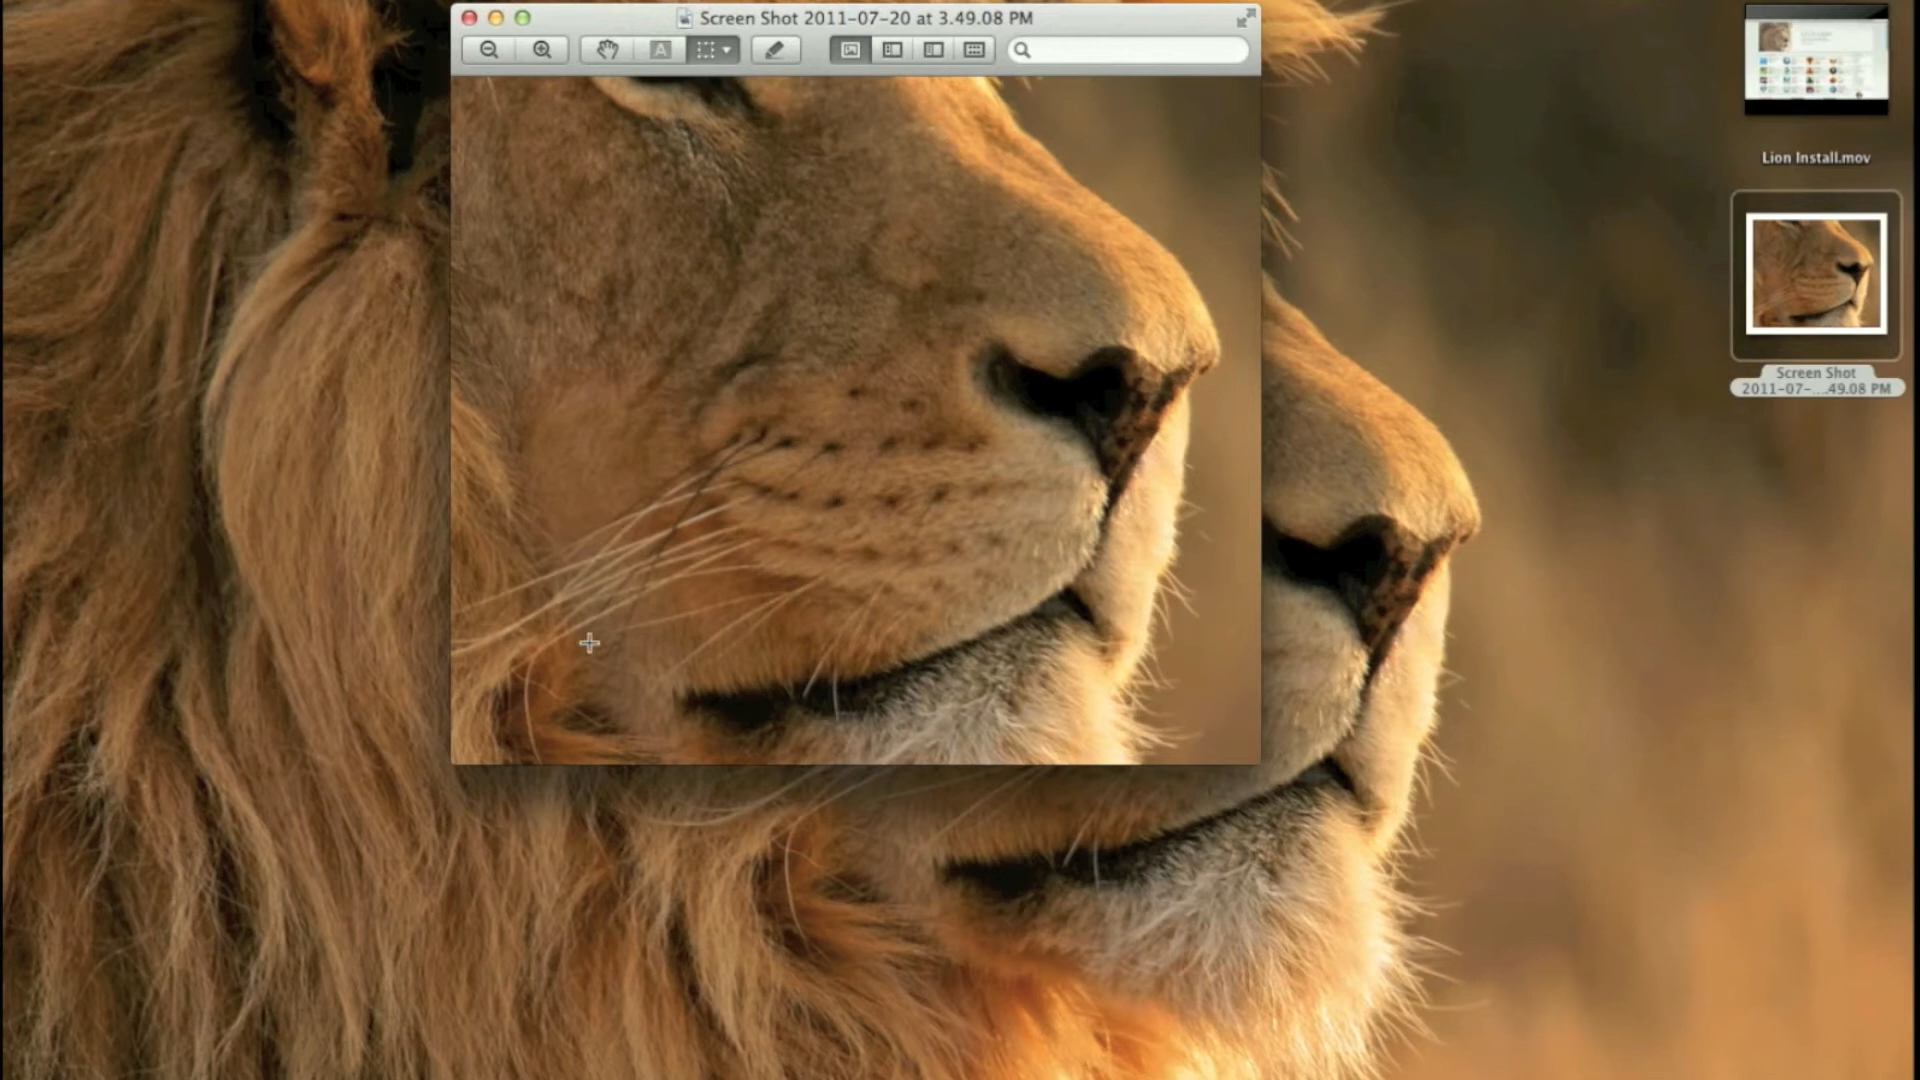 Screen Shot 2011-07-20 at 3.49.08 PM
A
Lion Install.mov
Screen Shot
2011-07-...49.08 PM